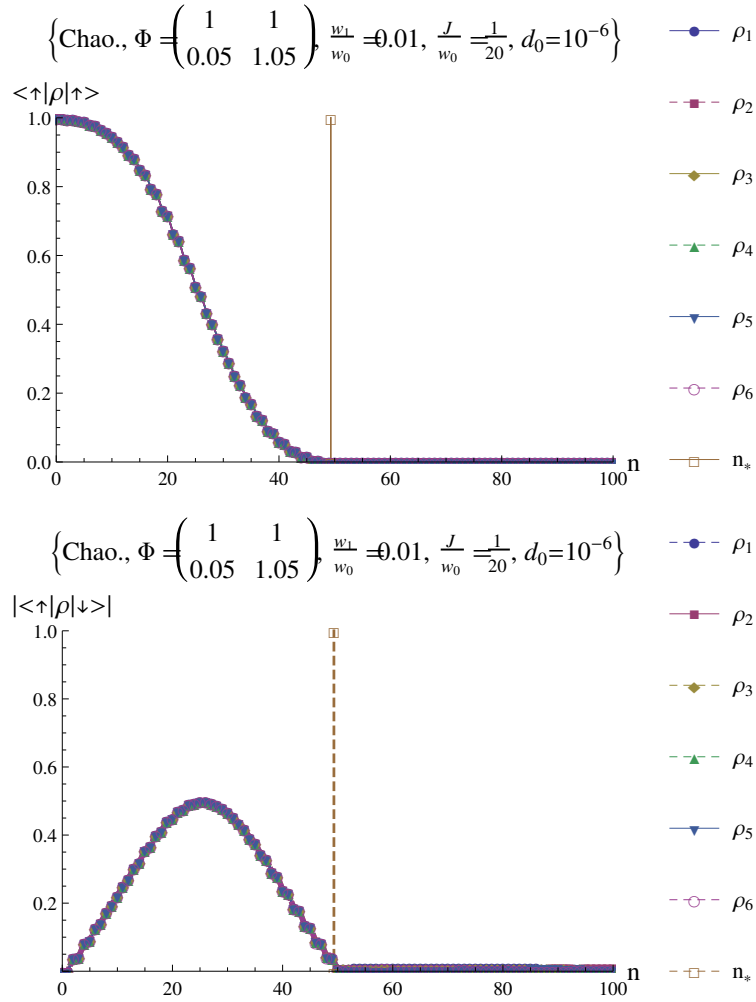 {Chao., Φ = ( 1 1 0.05 1.05 ), w₁/w₀ = 0.01, J/w₀ = 1/20, d₀=10⁻⁶}
<↑|ρ|↑>
1.0
0.8
0.6
0.4
0.2
0.0
0 20 40 60 80 100 n
ρ₁
ρ₂
ρ₃
ρ₄
ρ₅
ρ₆
n*
{Chao., Φ = ( 1 1 0.05 1.05 ), w₁/w₀ = 0.01, J/w₀ = 1/20, d₀=10⁻⁶}
|<↑|ρ|↓>|
1.0
0.8
0.6
0.4
0.2
0 20 40 60 80 100 n
ρ₁
ρ₂
ρ₃
ρ₄
ρ₅
ρ₆
n*